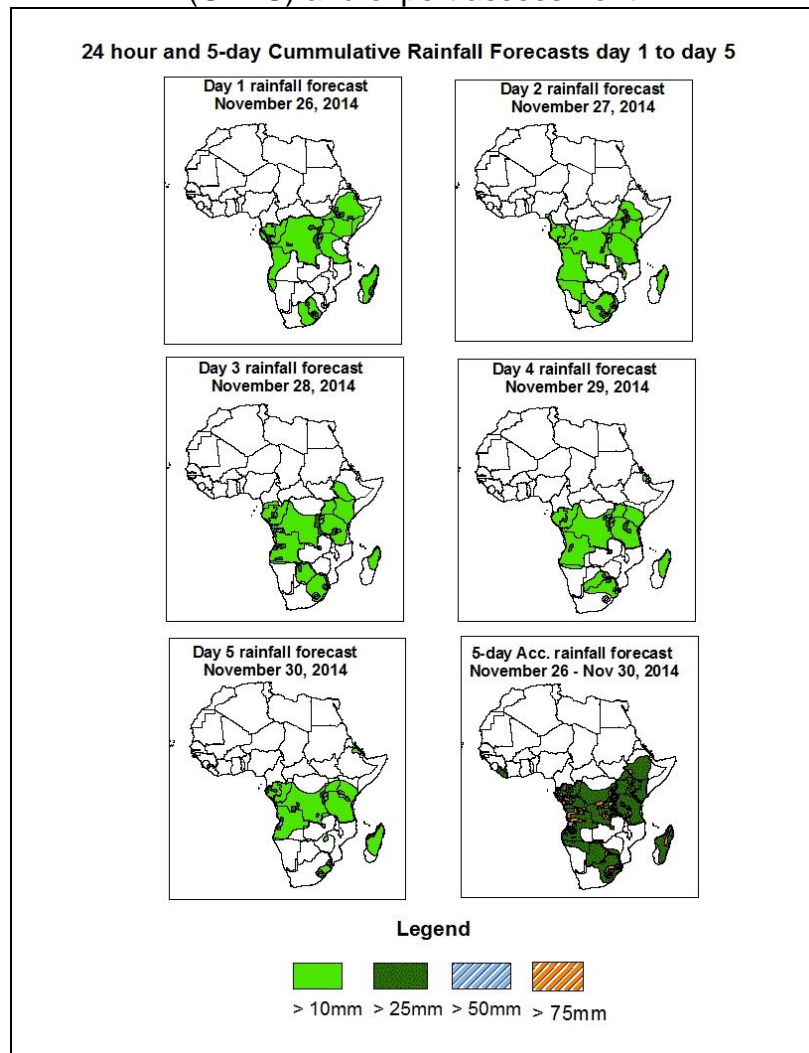 24 hour and 5-day Cummulative Rainfall Forecasts day 1 to day 5
Day 1 rainfall forecast
November 26, 2014
Day 2 rainfall forecast
November 27, 2014
Day 3 rainfall forecast
November 28, 2014
Day 4 rainfall forecast
November 29, 2014
Day 5 rainfall forecast
November 30, 2014
5-day Acc. rainfall forecast
November 26 - Nov 30, 2014
Legend
> 10mm
> 25mm
> 50mm
> 75mm